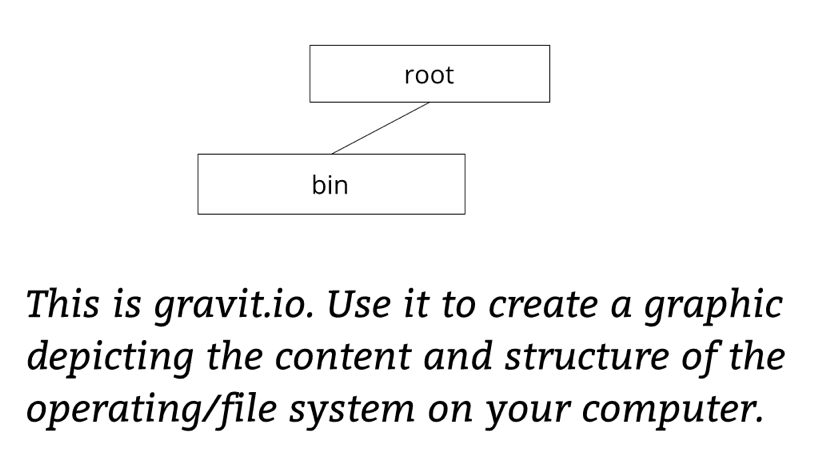 root
bin
This is gravit.io. Use it to create a graphic
depicting the content and structure of the
operating/file system on your computer.